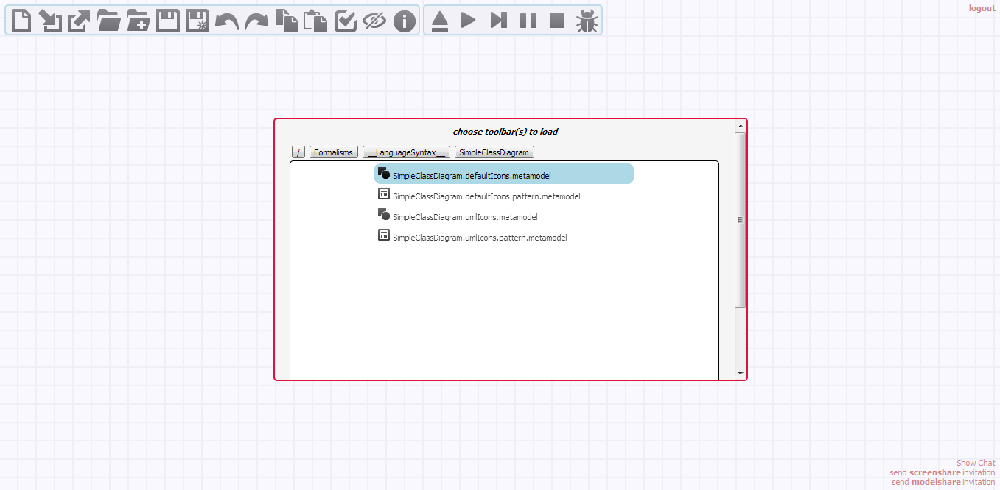 logout
choose toolbar(s) to load
/ Formalisms __LanguageSyntax__ SimpleClassDiagram
SimpleClassDiagram.defaultIcons.metamodel
SimpleClassDiagram.defaultIcons.pattern.metamodel
SimpleClassDiagram.umlIcons.metamodel
SimpleClassDiagram.umlIcons.pattern.metamodel
Show Chat
send screenshare invitation
send modelshare invitation